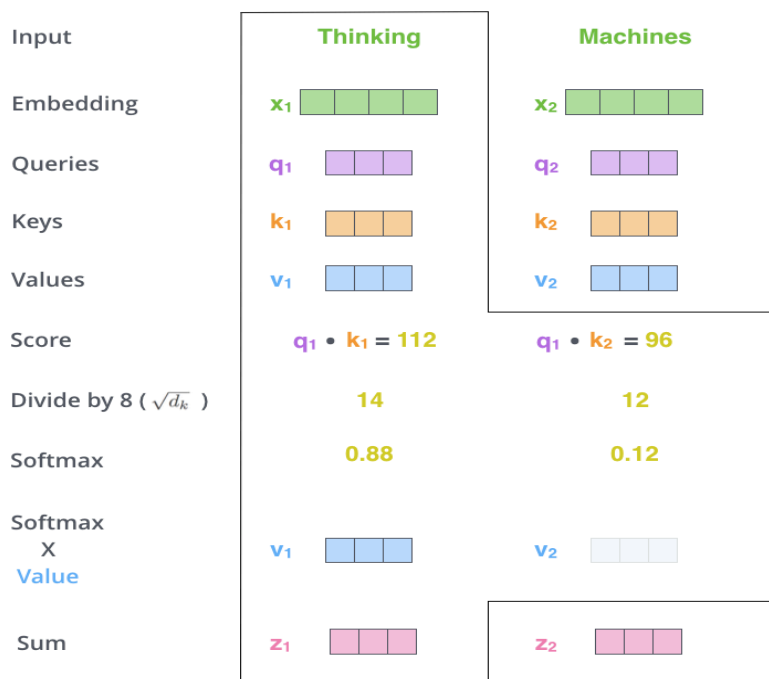 Input Thinking Machines
Embedding x₁ x₂
Queries q₁ q₂
Keys k₁ k₂
Values v₁ v₂
Score q₁ • k₁ = 112 q₁ • k₂ = 96
Divide by 8 ( √dₖ ) 14 12
Softmax 0.88 0.12
Softmax
X v₁ v₂
Value
Sum z₁ z₂